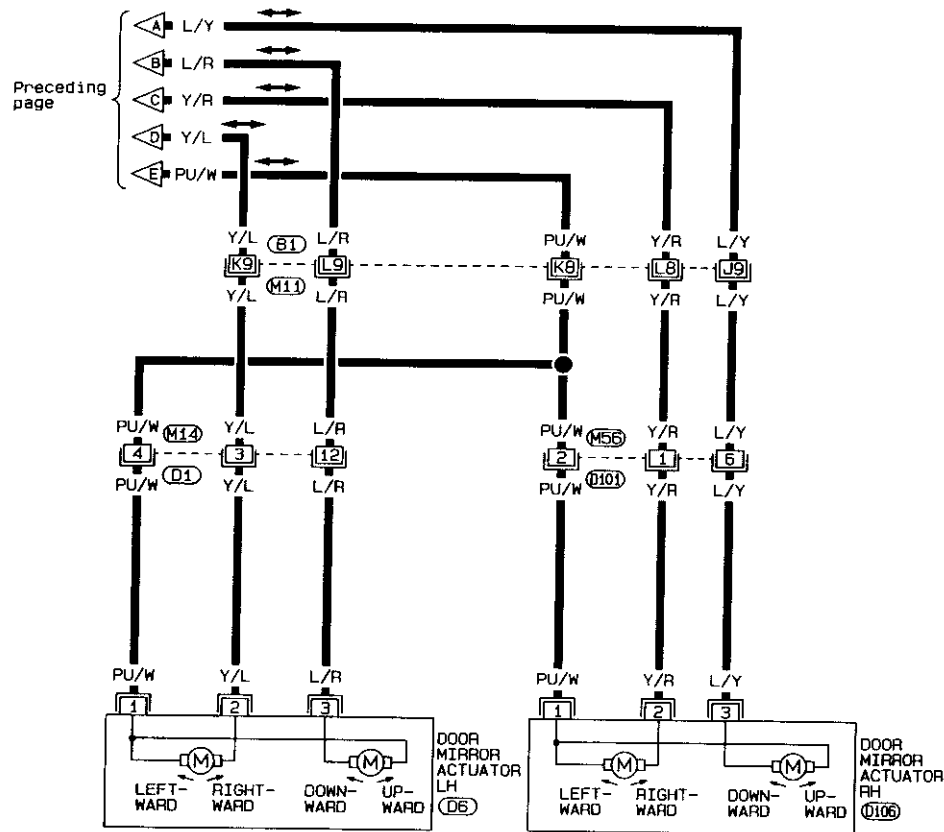 A L/Y
B L/R
Preceding
page
C Y/R
D Y/L
E PU/W
Y/L B1 L/R PU/W Y/R L/Y
K9 L9 K8 L8 J9
Y/L M11 L/R PU/W Y/R L/Y
PU/W M14 Y/L L/R PU/W M56 Y/R L/Y
4 3 12 2 1 6
PU/W D1 Y/L L/R PU/W D101 Y/R L/Y
PU/W Y/L L/R PU/W Y/R L/Y
1 2 3 1 2 3
M M M M
LEFT-
WARD
RIGHT-
WARD
DOWN-
WARD
UP-
WARD
DOOR
MIRROR
ACTUATOR
LH
D6
LEFT-
WARD
RIGHT-
WARD
DOWN-
WARD
UP-
WARD
DOOR
MIRROR
ACTUATOR
RH
D106